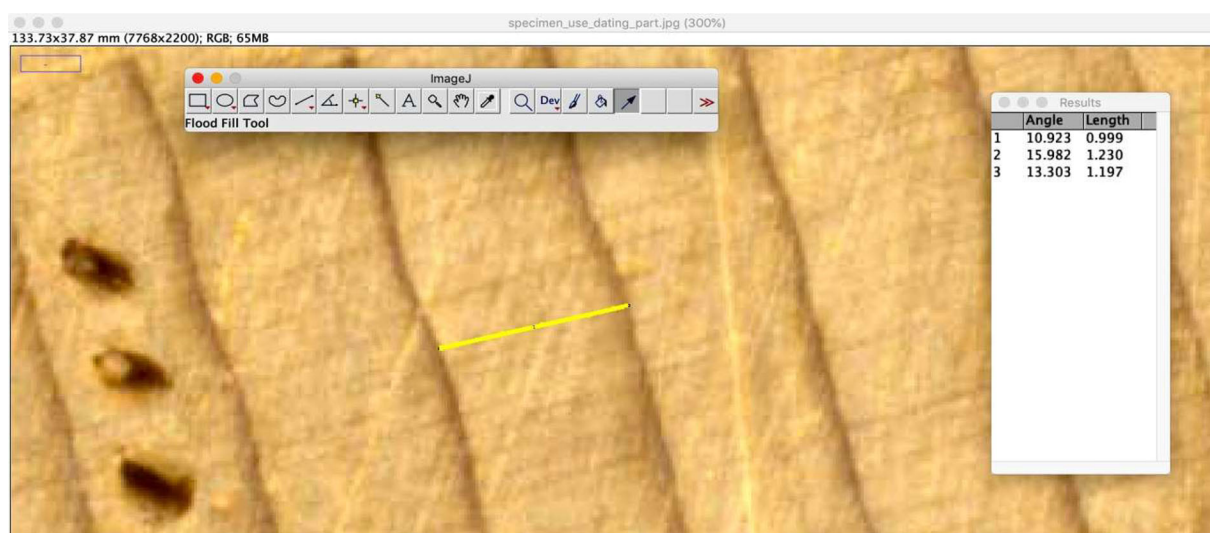 specimen_use_dating_part.jpg (300%)
133.73x37.87 mm (7768x2200); RGB; 65MB
ImageJ
A
Dev
Flood Fill Tool
Results
Angle Length
1 10.923 0.999
2 15.982 1.230
3 13.303 1.197